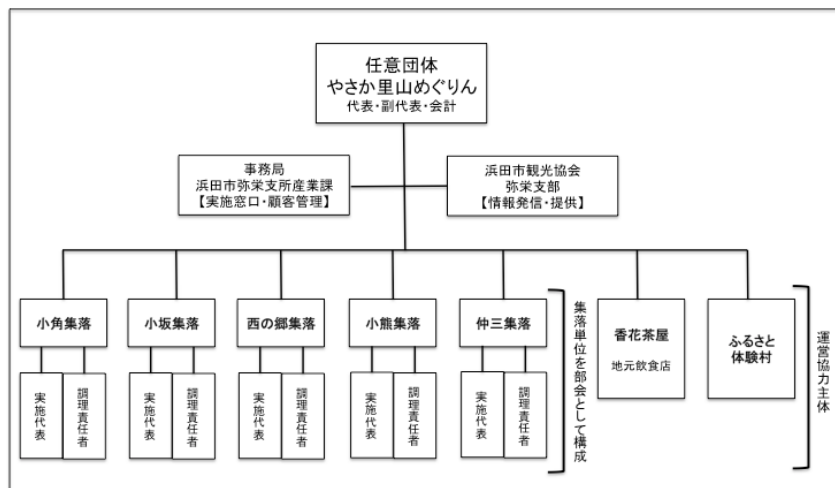 任意団体
やさか里山めぐりん
代表・副代表・会計
事務局
浜田市弥栄支所産業課
【実施窓口・顧客管理】
浜田市観光協会
弥栄支部
【情報発信・提供】
小角集落
小坂集落
西の郷集落
小熊集落
仲三集落
集落単位を部会として構成
香花茶屋
地元飲食店
ふるさと
体験村
運営協力主体
実施代表
調理責任者
実施代表
調理責任者
実施代表
調理責任者
実施代表
調理責任者
実施代表
調理責任者